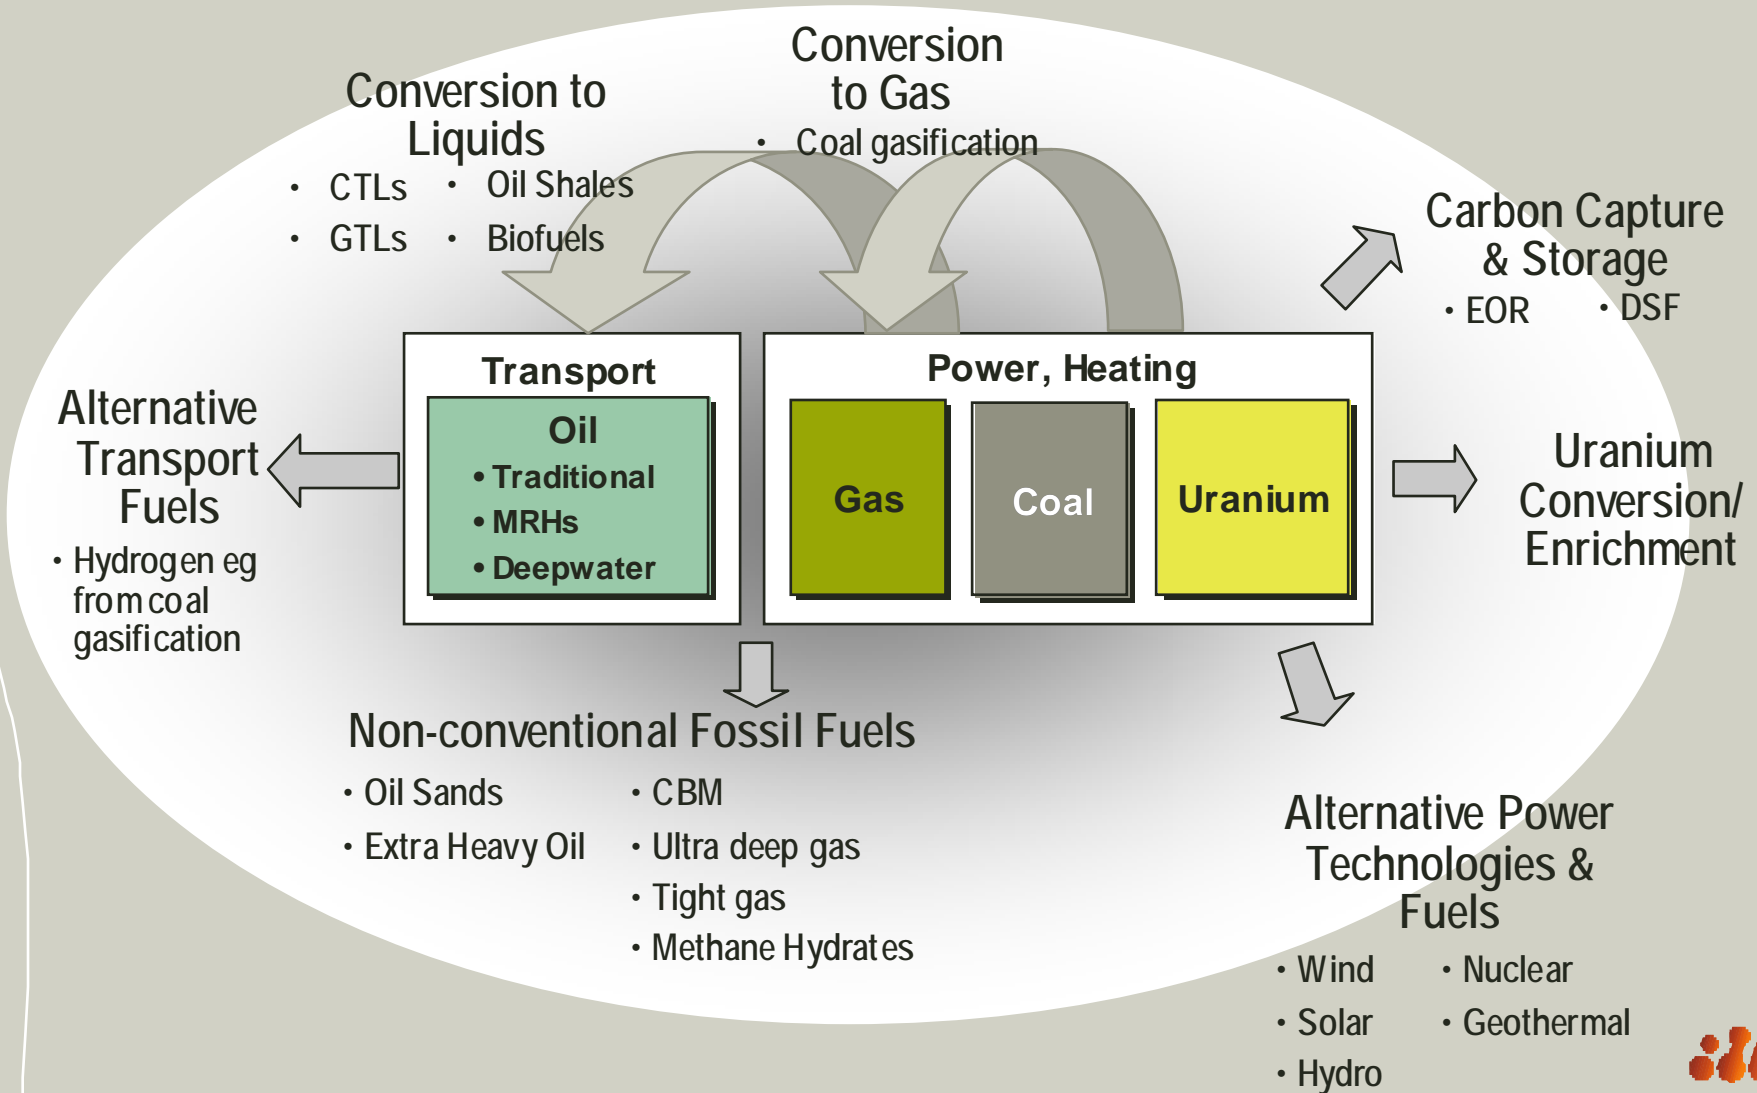 Conversion
to Gas
• Coal gasification
Conversion to
Liquids
• CTLs • Oil Shales
• GTLs • Biofuels
Carbon Capture
& Storage
• EOR • DSF
Transport
Oil
• Traditional
• MRHs
• Deepwater
Power, Heating
Gas
Coal
Uranium
Alternative
Transport
Fuels
• Hydrogen eg
from coal
gasification
Uranium
Conversion/
Enrichment
Non-conventional Fossil Fuels
• Oil Sands • CBM
• Extra Heavy Oil • Ultra deep gas
• Tight gas
• Methane Hydrates
Alternative Power
Technologies &
Fuels
• Wind • Nuclear
• Solar • Geothermal
• Hydro